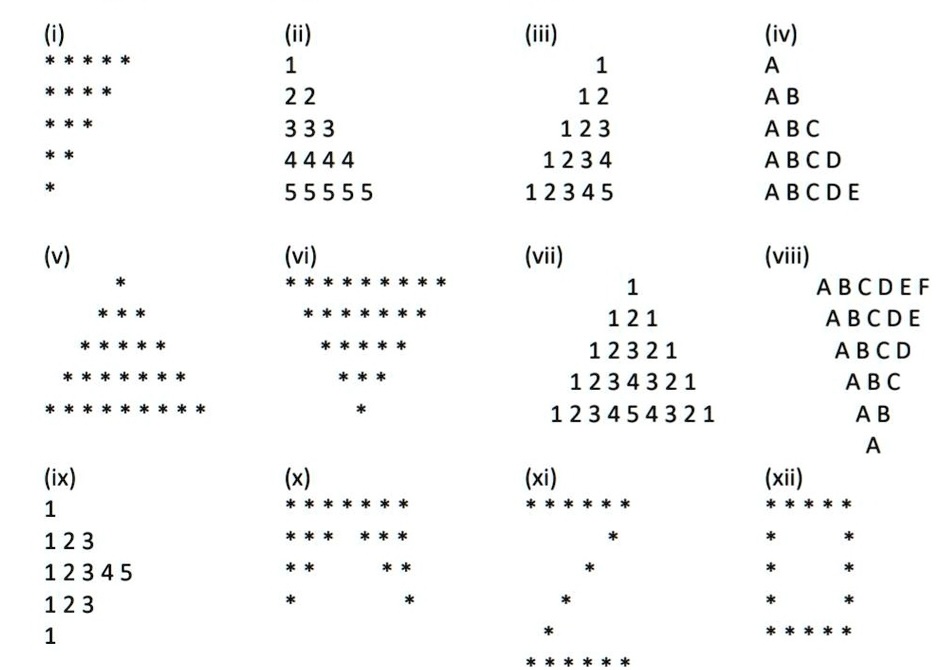 (i)
* * * * *
* * * *
* * *
* *
*
(ii)
1
2 2
3 3 3
4 4 4 4
5 5 5 5 5
(iii)
1
1 2
1 2 3
1 2 3 4
1 2 3 4 5
(iv)
A
A B
A B C
A B C D
A B C D E
(v)
*
* * *
* * * * *
* * * * * * *
* * * * * * * * *
(vi)
* * * * * * * * *
* * * * * * *
* * * * *
* * *
*
(vii)
1
1 2 1
1 2 3 2 1
1 2 3 4 3 2 1
1 2 3 4 5 4 3 2 1
(viii)
A B C D E F
A B C D E
A B C D
A B C
A B
A
(ix)
1
1 2 3
1 2 3 4 5
1 2 3
1
(x)
* * * * * * *
* * *   * * *
* *       * *
*           *
(xi)
* * * * * *
        *
      *
    *
  *
* * * * * *
(xii)
* * * * *
*       *
*       *
*       *
* * * * *